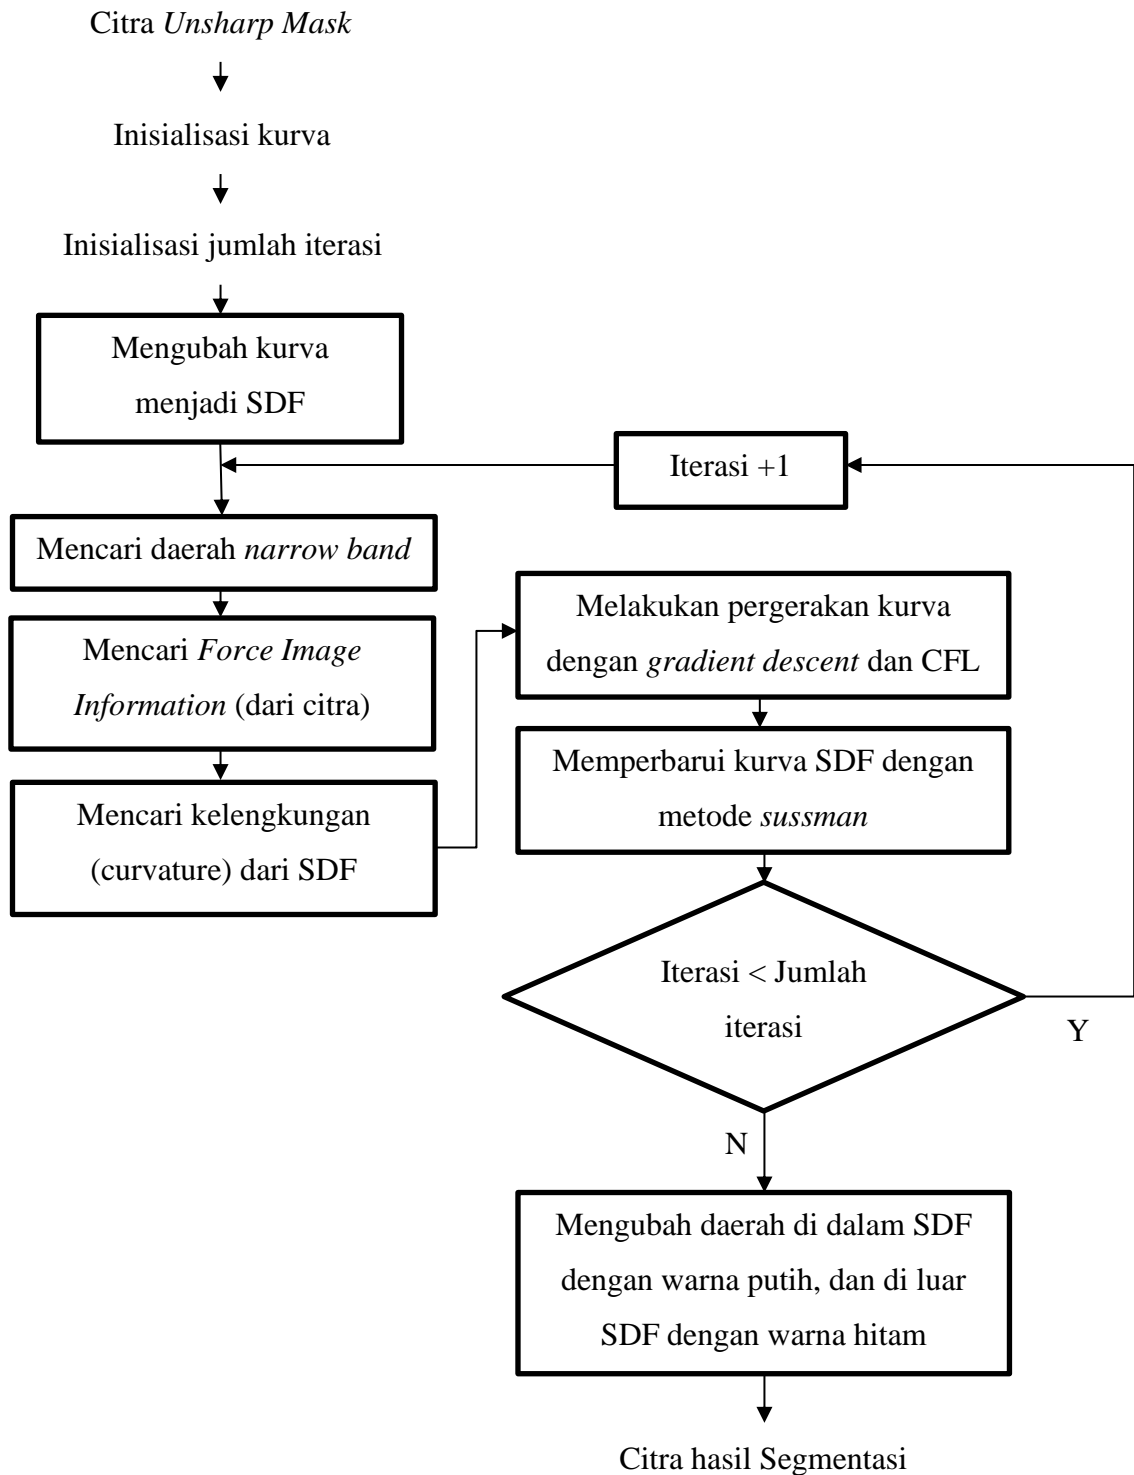 Citra Unsharp Mask
Inisialisasi kurva
Inisialisasi jumlah iterasi
Mengubah kurva
menjadi SDF
Iterasi +1
Mencari daerah narrow band
Mencari Force Image
Information (dari citra)
Mencari kelengkungan
(curvature) dari SDF
Melakukan pergerakan kurva
dengan gradient descent dan CFL
Memperbarui kurva SDF dengan
metode sussman
Iterasi < Jumlah
iterasi
Y
N
Mengubah daerah di dalam SDF
dengan warna putih, dan di luar
SDF dengan warna hitam
Citra hasil Segmentasi